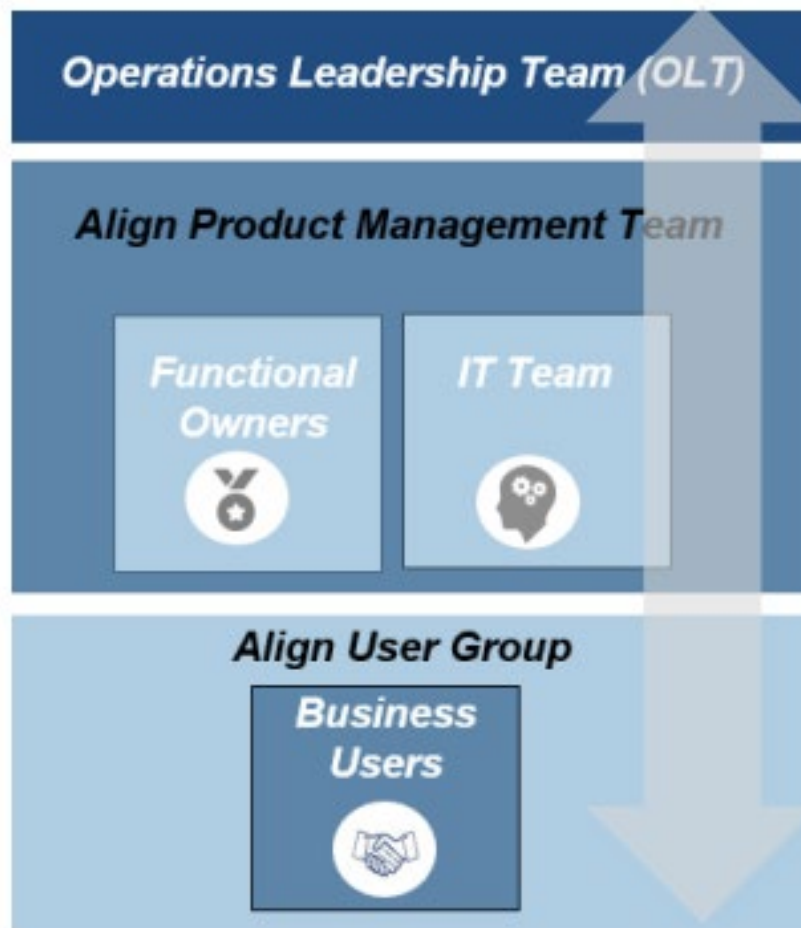 Operations Leadership Team (OLT)
Align Product Management Team
Functional
Owners
IT Team
Align User Group
Business
Users